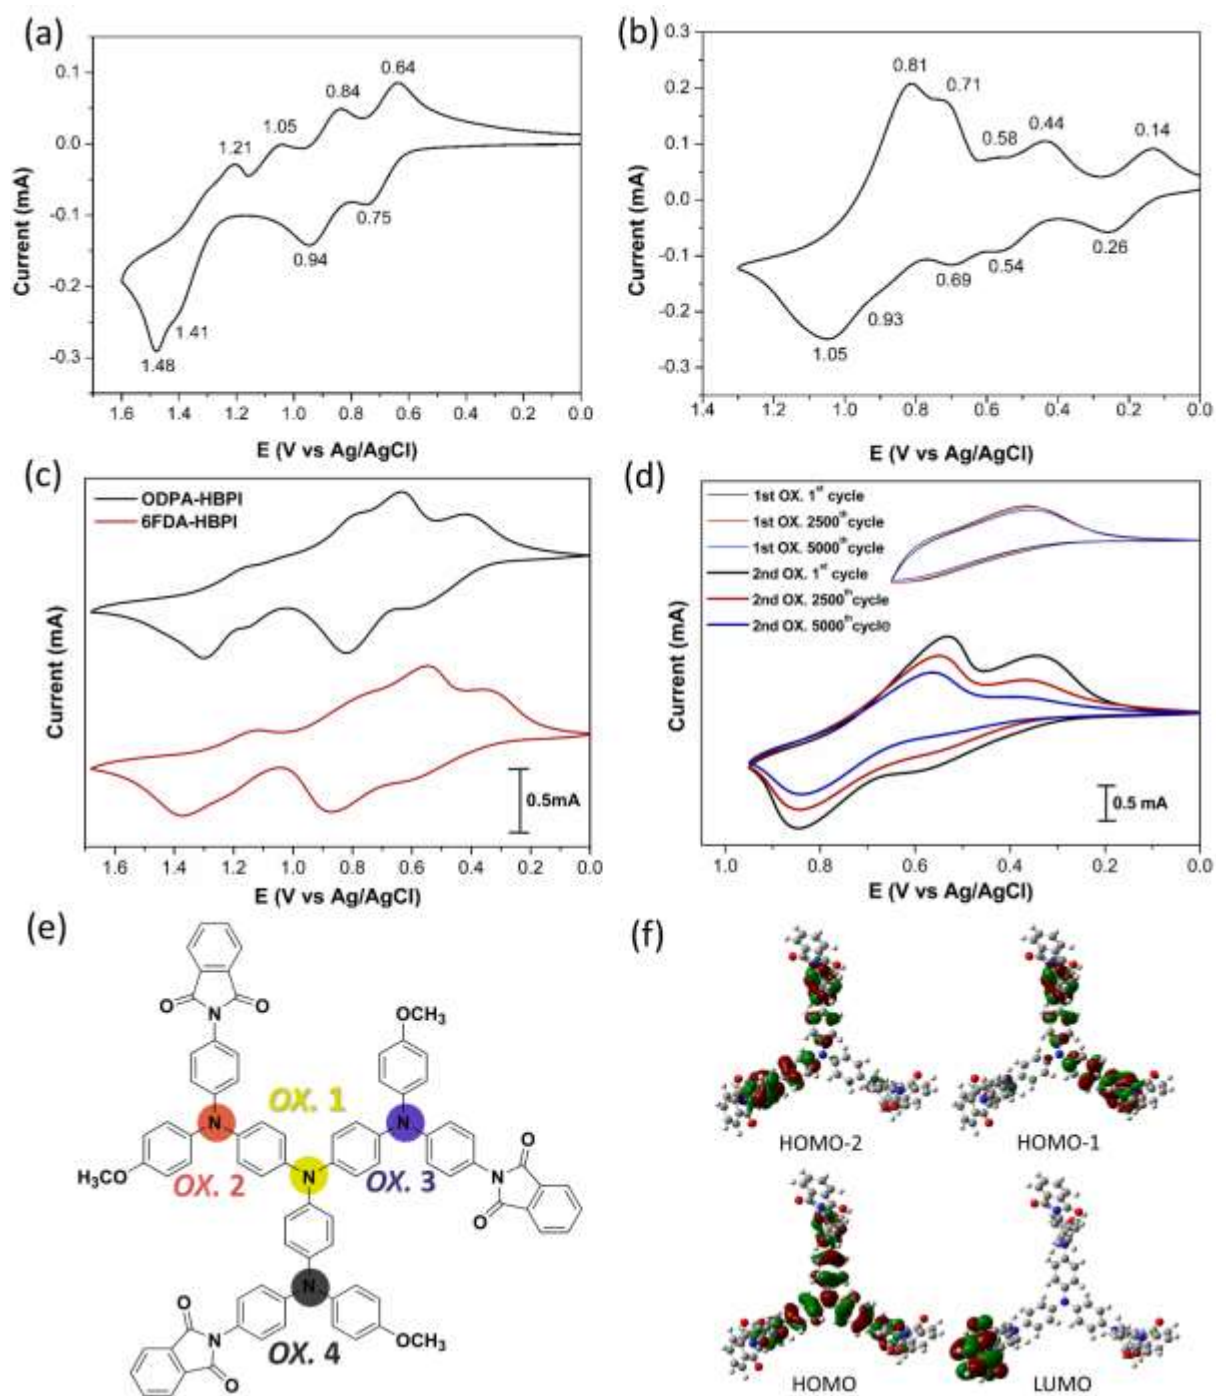 (a)
0.1
0.0
-0.1
-0.2
-0.3
Current (mA)
0.64
0.84
1.05
1.21
0.75
0.94
1.41
1.48
1.6 1.4 1.2 1.0 0.8 0.6 0.4 0.2 0.0
E (V vs Ag/AgCl)
(b)
0.3
0.2
0.1
0.0
-0.1
-0.2
-0.3
Current (mA)
0.81
0.71
0.58
0.44
0.14
0.26
0.54
0.69
0.93
1.05
1.4 1.2 1.0 0.8 0.6 0.4 0.2 0.0
E (V vs Ag/AgCl)
(c)
ODPA-HBPI
6FDA-HBPI
Current (mA)
0.5mA
1.6 1.4 1.2 1.0 0.8 0.6 0.4 0.2 0.0
E (V vs Ag/AgCl)
(d)
1st OX. 1st cycle
1st OX. 2500th cycle
1st OX. 5000th cycle
2nd OX. 1st cycle
2nd OX. 2500th cycle
2nd OX. 5000th cycle
Current (mA)
0.5 mA
1.0 0.8 0.6 0.4 0.2 0.0
E (V vs Ag/AgCl)
(e)
O N O
OCH3
OX. 1
N N
H3CO
OX. 2
N
OX. 3
O
N
O
N
O
N
O
OX. 4
OCH3
(f)
HOMO-2 HOMO-1
HOMO LUMO